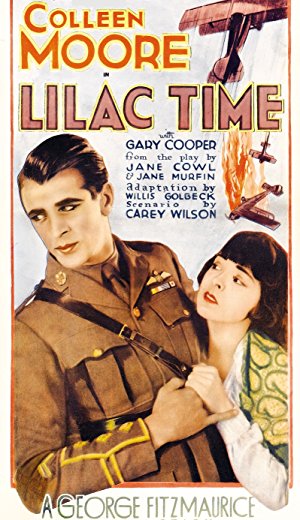 COLLEEN
MOORE
IN
LILAC TIME
with
GARY COOPER
from the play by
JANE COWL
& JANE MURFIN
Adaptation by
WILLIS GOLBECK
Scenario by
CAREY WILSON
A GEORGE FITZMAURICE